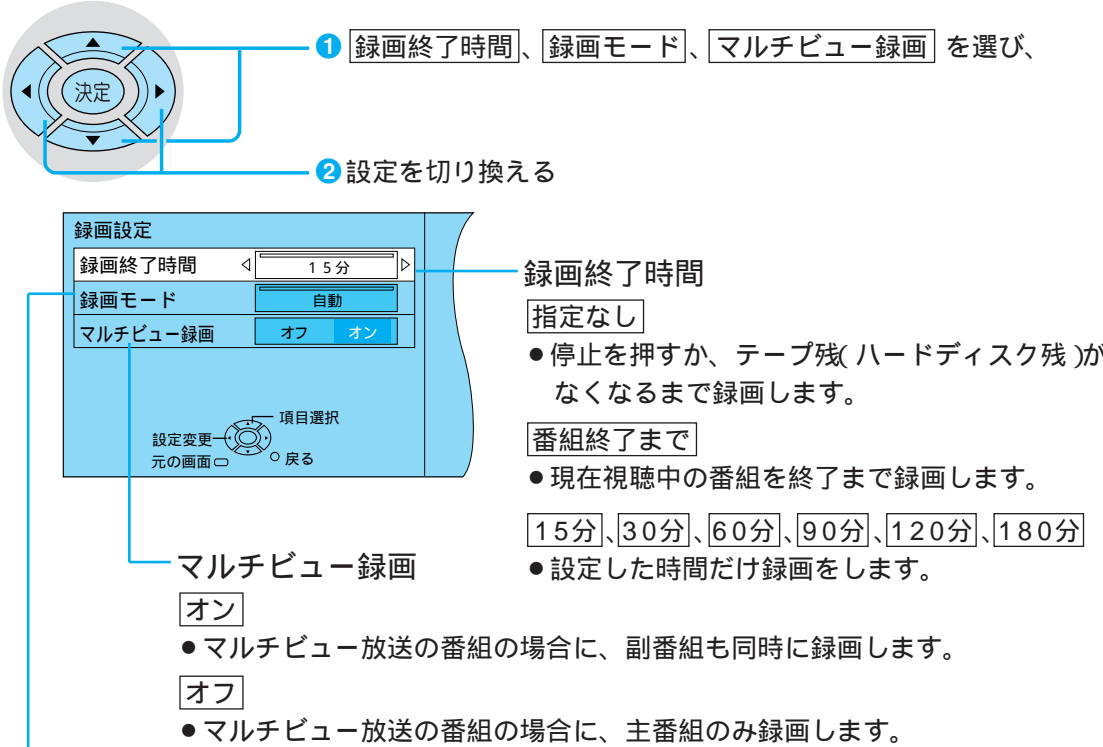 決定
❶ 録画終了時間、録画モード、マルチビュー録画 を選び、
❷ 設定を切り換える
録画設定
録画終了時間 15分
録画モード 自動
マルチビュー録画 オフ オン
項目選択
設定変更
元の画面 戻る
録画終了時間
指定なし
●停止を押すか、テープ残(ハードディスク残)が
なくなるまで録画します。
番組終了まで
●現在視聴中の番組を終了まで録画します。
15分、30分、60分、90分、120分、180分
●設定した時間だけ録画をします。
マルチビュー録画
オン
●マルチビュー放送の番組の場合に、副番組も同時に録画します。
オフ
●マルチビュー放送の番組の場合に、主番組のみ録画します。